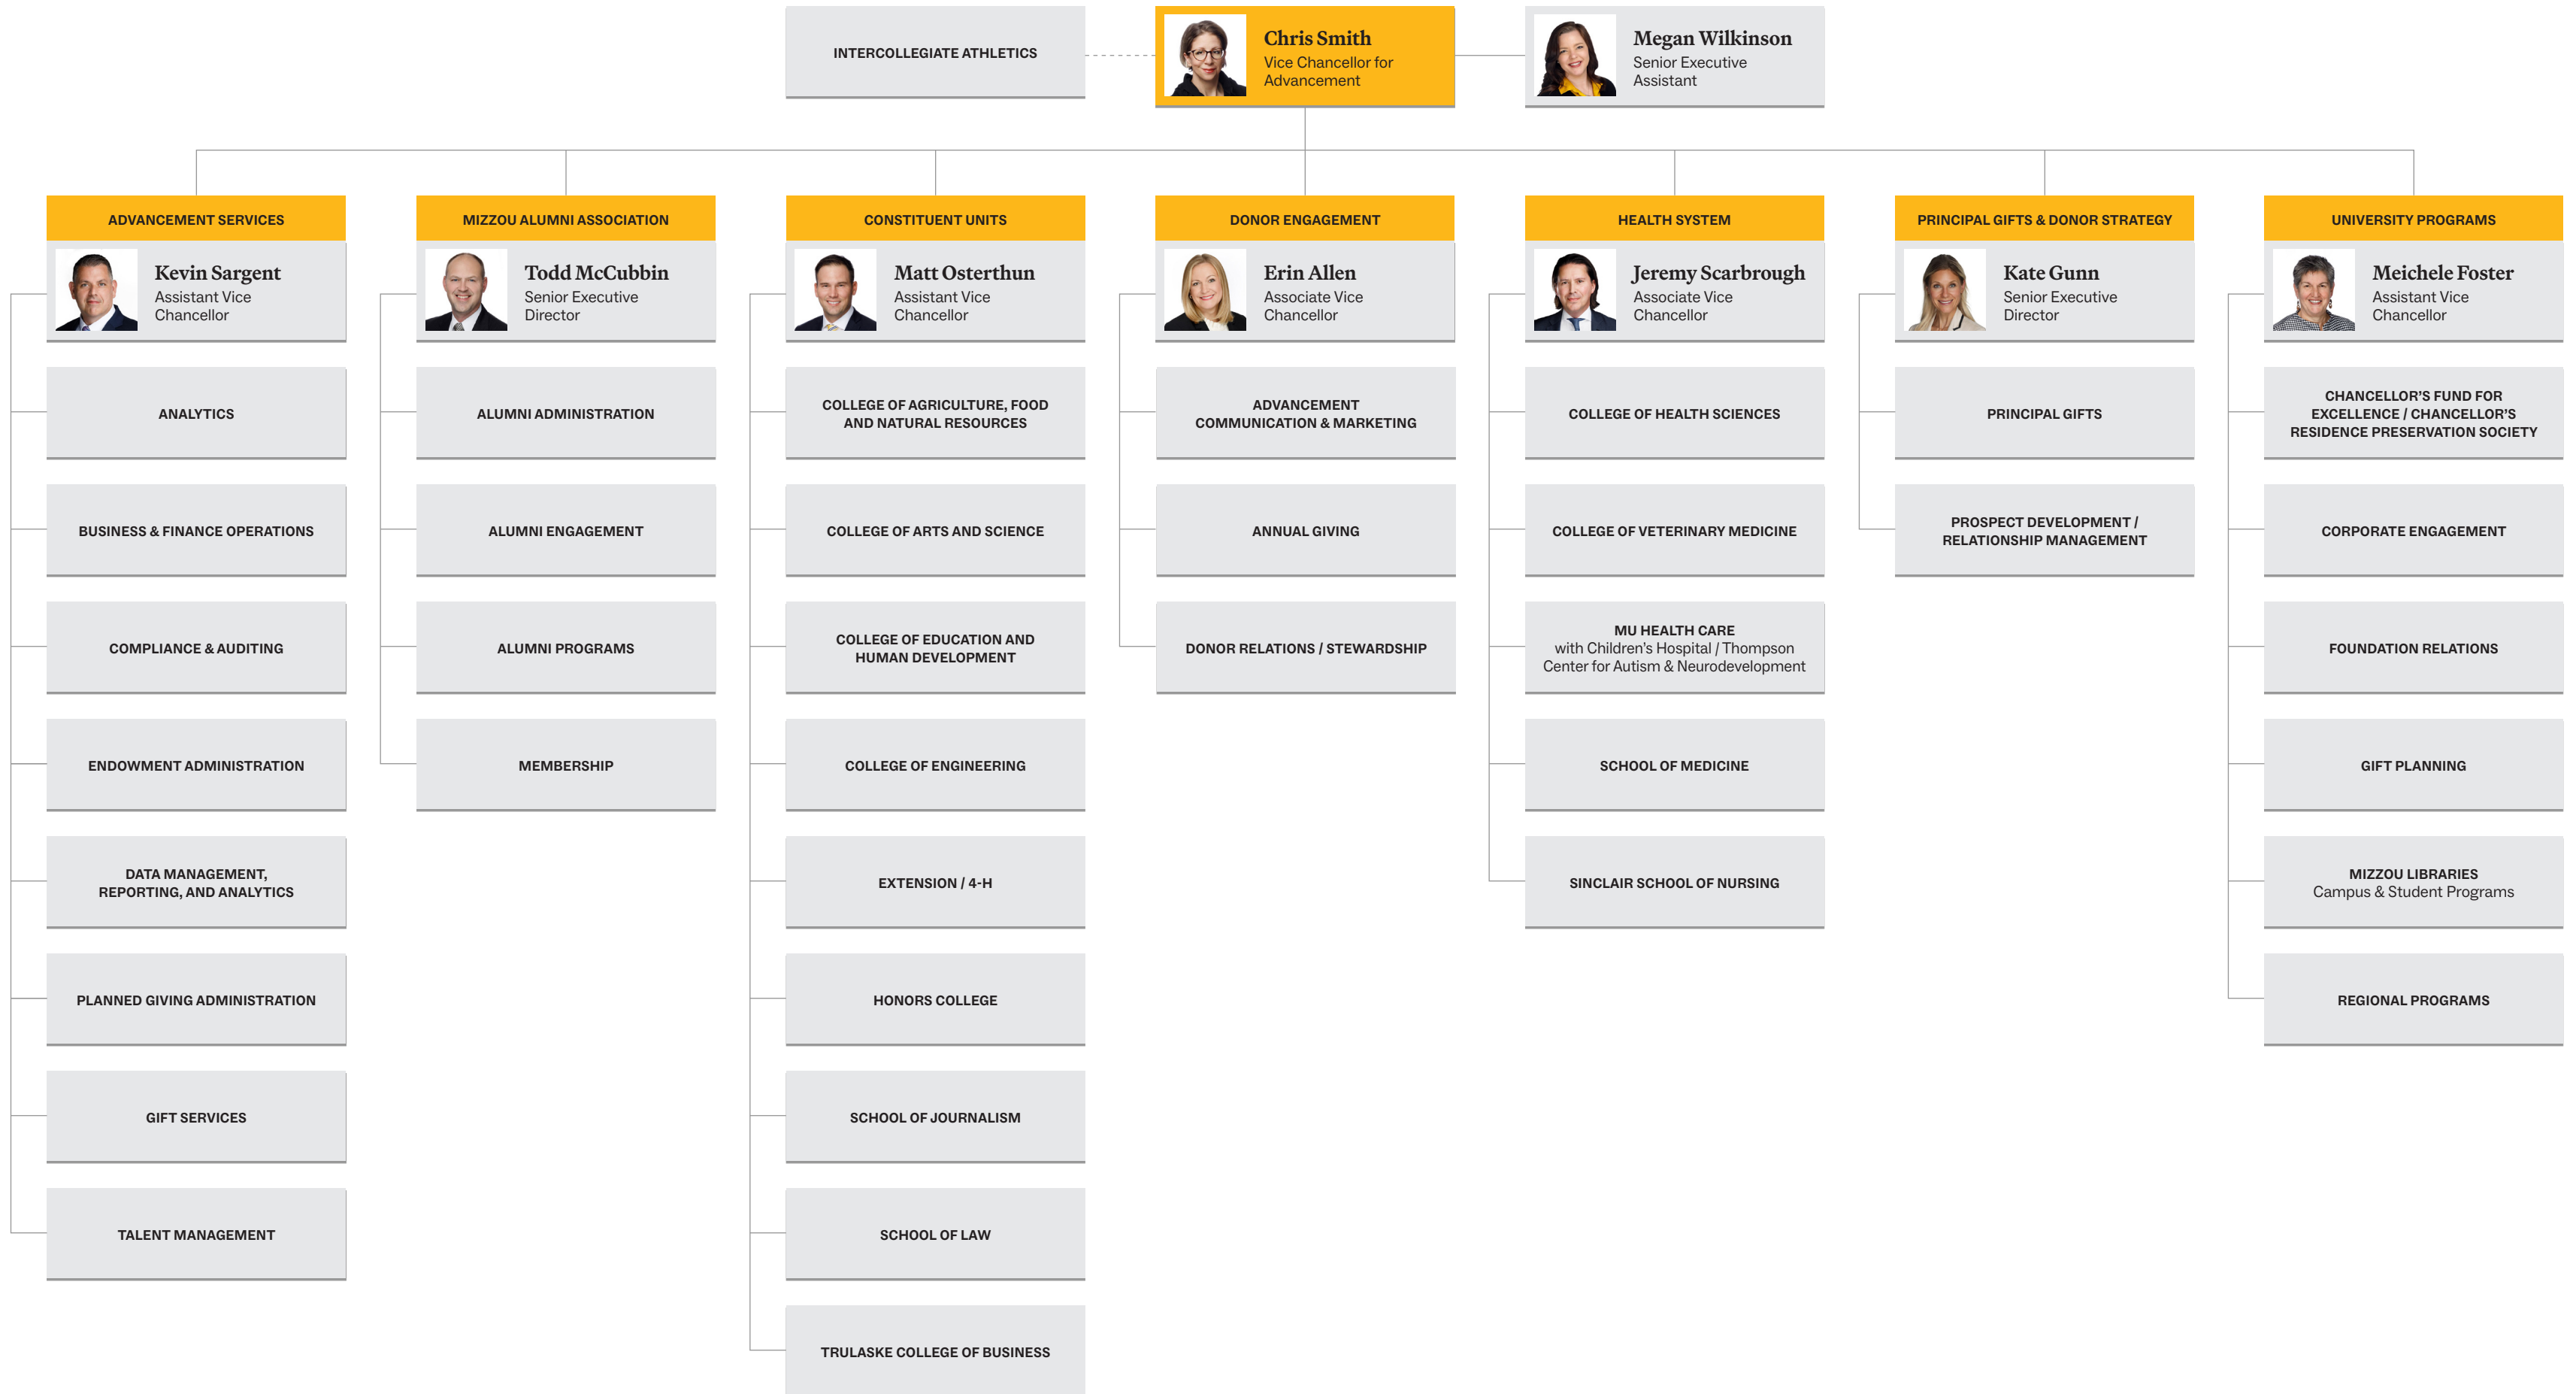 INTERCOLLEGIATE ATHLETICS
Chris Smith
Vice Chancellor for
Advancement
Megan Wilkinson
Senior Executive
Assistant
ADVANCEMENT SERVICES
Kevin Sargent
Assistant Vice
Chancellor
ANALYTICS
BUSINESS & FINANCE OPERATIONS
COMPLIANCE & AUDITING
ENDOWMENT ADMINISTRATION
DATA MANAGEMENT,
REPORTING, AND ANALYTICS
PLANNED GIVING ADMINISTRATION
GIFT SERVICES
TALENT MANAGEMENT
MIZZOU ALUMNI ASSOCIATION
Todd McCubbin
Senior Executive
Director
ALUMNI ADMINISTRATION
ALUMNI ENGAGEMENT
ALUMNI PROGRAMS
MEMBERSHIP
CONSTITUENT UNITS
Matt Osterthun
Assistant Vice
Chancellor
COLLEGE OF AGRICULTURE, FOOD
AND NATURAL RESOURCES
COLLEGE OF ARTS AND SCIENCE
COLLEGE OF EDUCATION AND
HUMAN DEVELOPMENT
COLLEGE OF ENGINEERING
EXTENSION / 4-H
HONORS COLLEGE
SCHOOL OF JOURNALISM
SCHOOL OF LAW
TRULASKE COLLEGE OF BUSINESS
DONOR ENGAGEMENT
Erin Allen
Associate Vice
Chancellor
ADVANCEMENT
COMMUNICATION & MARKETING
ANNUAL GIVING
DONOR RELATIONS / STEWARDSHIP
HEALTH SYSTEM
Jeremy Scarbrough
Associate Vice
Chancellor
COLLEGE OF HEALTH SCIENCES
COLLEGE OF VETERINARY MEDICINE
MU HEALTH CARE
with Children's Hospital / Thompson
Center for Autism & Neurodevelopment
SCHOOL OF MEDICINE
SINCLAIR SCHOOL OF NURSING
PRINCIPAL GIFTS & DONOR STRATEGY
Kate Gunn
Senior Executive
Director
PRINCIPAL GIFTS
PROSPECT DEVELOPMENT /
RELATIONSHIP MANAGEMENT
UNIVERSITY PROGRAMS
Meichele Foster
Assistant Vice
Chancellor
CHANCELLOR'S FUND FOR
EXCELLENCE / CHANCELLOR'S
RESIDENCE PRESERVATION SOCIETY
CORPORATE ENGAGEMENT
FOUNDATION RELATIONS
GIFT PLANNING
MIZZOU LIBRARIES
Campus & Student Programs
REGIONAL PROGRAMS